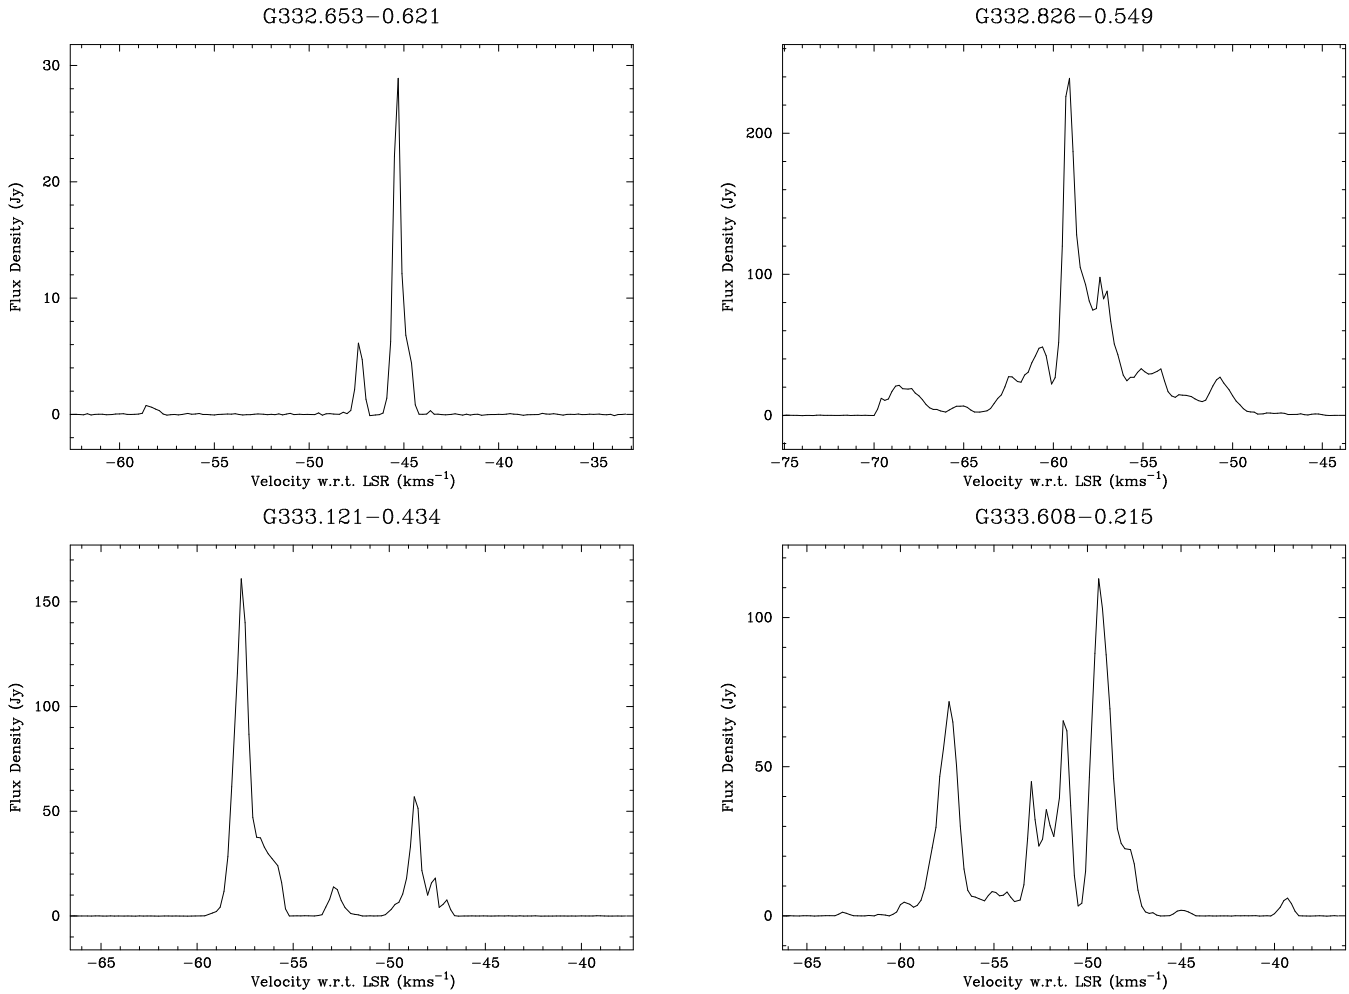 G332.653−0.621
Flux Density (Jy)
30
20
10
0
−60 −55 −50 −45 −40 −35
Velocity w.r.t. LSR (kms⁻¹)
G332.826−0.549
Flux Density (Jy)
200
100
0
−75 −70 −65 −60 −55 −50 −45
Velocity w.r.t. LSR (kms⁻¹)
G333.121−0.434
Flux Density (Jy)
150
100
50
0
−65 −60 −55 −50 −45 −40
Velocity w.r.t. LSR (kms⁻¹)
G333.608−0.215
Flux Density (Jy)
100
50
0
−65 −60 −55 −50 −45 −40
Velocity w.r.t. LSR (kms⁻¹)